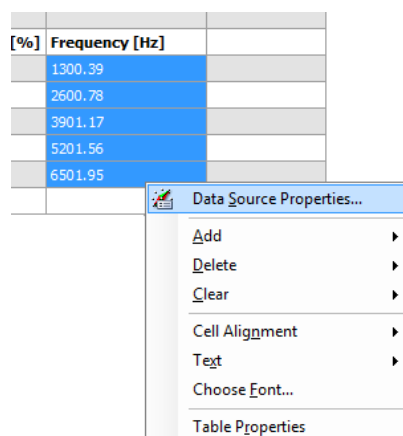 [%] Frequency [Hz]
1300.39
2600.78
3901.17
5201.56
6501.95
Data Source Properties...
Add
Delete
Clear
Cell Alignment
Text
Choose Font...
Table Properties